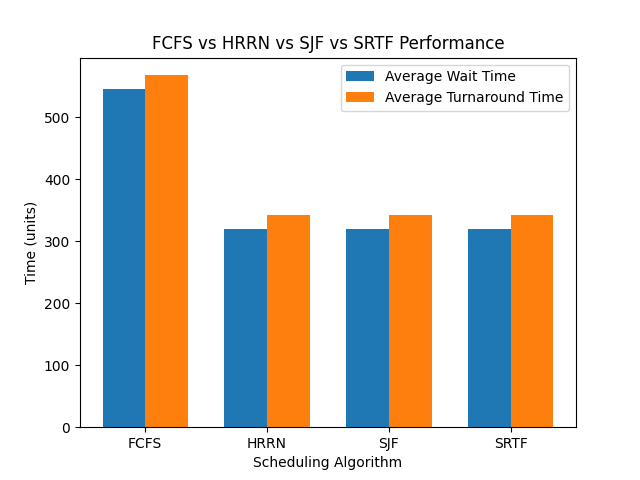 FCFS vs HRRN vs SJF vs SRTF Performance
Average Wait Time
Average Turnaround Time
Time (units)
500
400
300
200
100
0
FCFS
HRRN
SJF
SRTF
Scheduling Algorithm